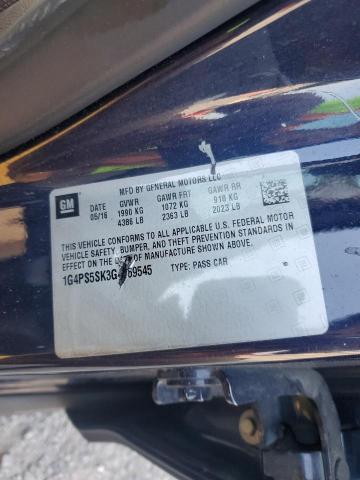 GM
MFD BY GENERAL MOTORS LLC
DATE GVWR GAWR FRT GAWR RR
05/16 1990 KG 1072 KG 918 KG
4386 LB 2363 LB 2023 LB
THIS VEHICLE CONFORMS TO ALL APPLICABLE U.S. FEDERAL MOTOR
VEHICLE SAFETY, BUMPER, AND THEFT PREVENTION STANDARDS IN
EFFECT ON THE DATE OF MANUFACTURE SHOWN ABOVE.
TYPE: PASS CAR